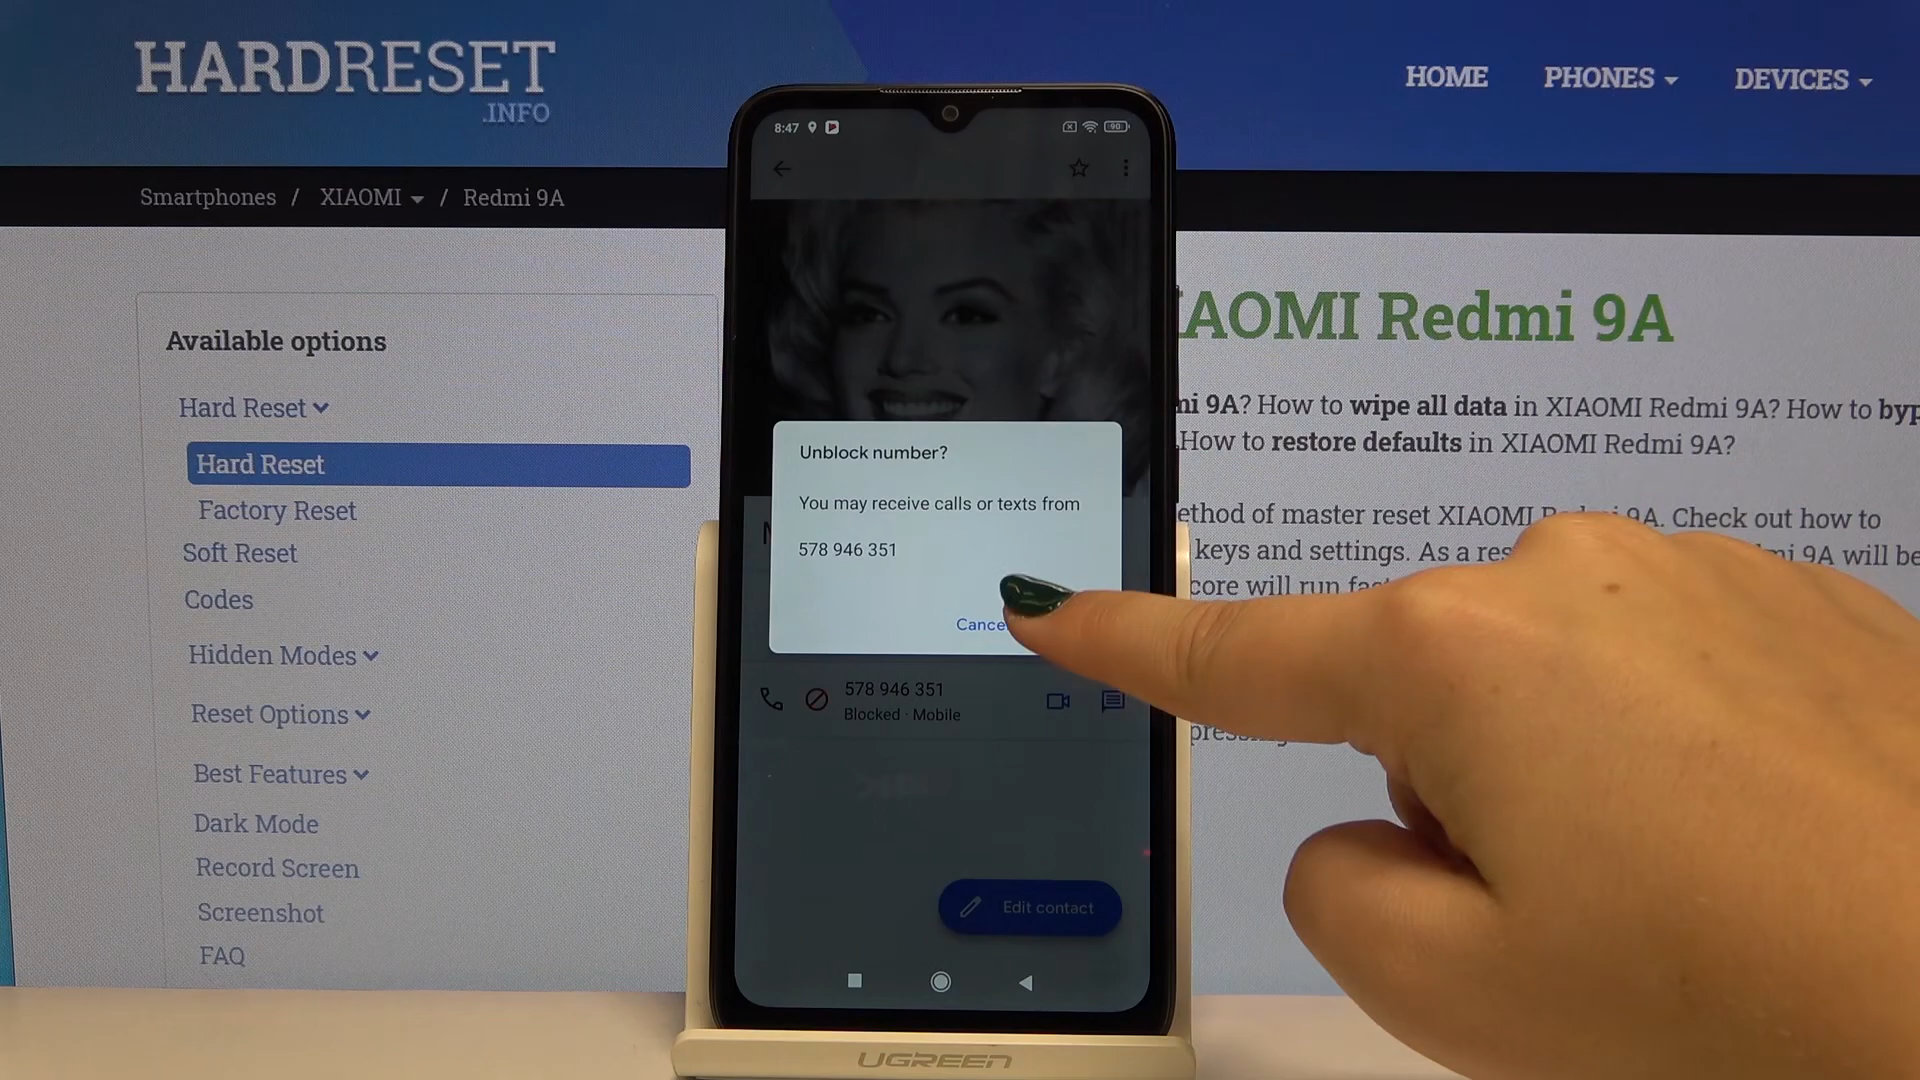 HARDRESET
.INFO
HOME
PHONES
DEVICES
Smartphones / XIAOMI / Redmi 9A
Available options
Hard Reset
Hard Reset
Factory Reset
Soft Reset
Codes
Hidden Modes
Reset Options
Best Features
Dark Mode
Record Screen
Screenshot
FAQ
8:47
90
Unblock number?
You may receive calls or texts from
578 946 351
Cance
578 946 351
Blocked · Mobile
Edit contact
UGREEN
AOMI Redmi 9A
9A? How to wipe all data in XIAOMI Redmi 9A? How to byp
How to restore defaults in XIAOMI Redmi 9A?
ethod of master reset XIAOMI 9A. Check out how to
keys and settings. As a res 9A will be
core will run